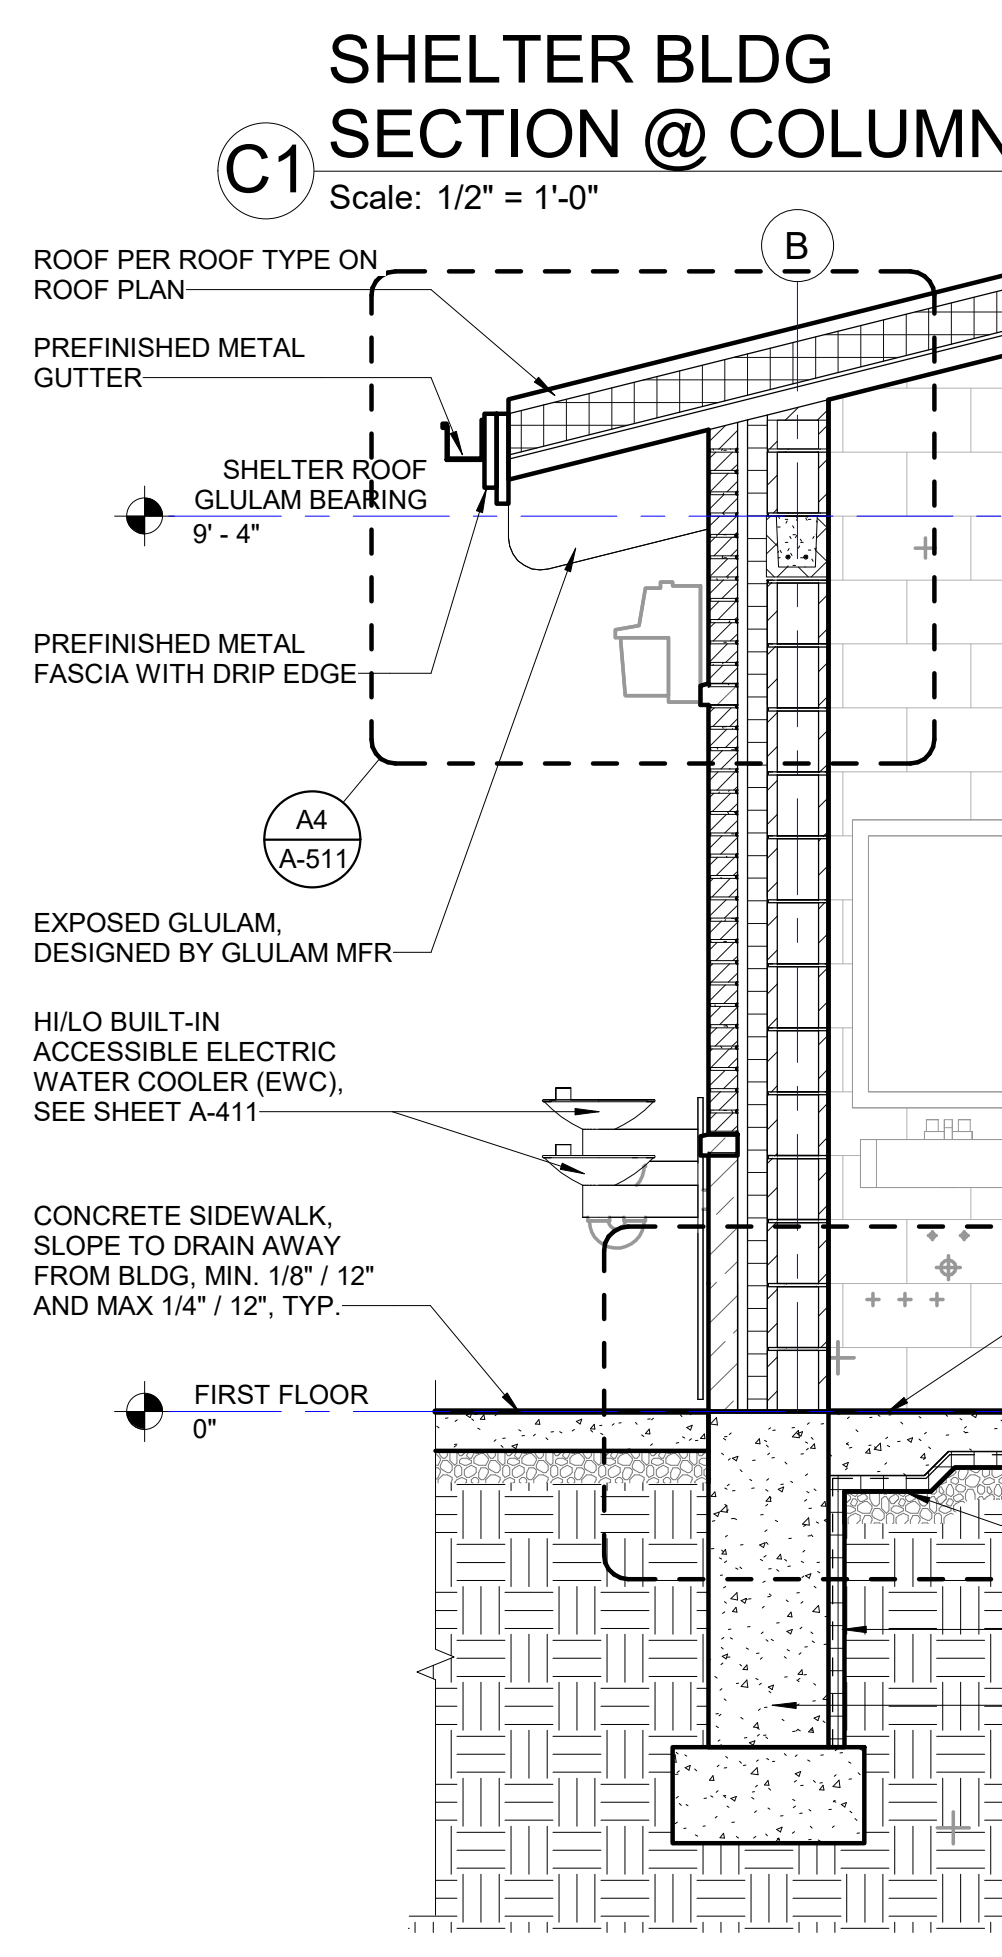 SHELTER BLDG
SECTION @ COLUMN
C1
Scale: 1/2" = 1'-0"
B
ROOF PER ROOF TYPE ON
ROOF PLAN
PREFINISHED METAL
GUTTER
SHELTER ROOF
GLULAM BEARING
9' - 4"
PREFINISHED METAL
FASCIA WITH DRIP EDGE
A4
A-511
EXPOSED GLULAM,
DESIGNED BY GLULAM MFR
HI/LO BUILT-IN
ACCESSIBLE ELECTRIC
WATER COOLER (EWC),
SEE SHEET A-411
CONCRETE SIDEWALK,
SLOPE TO DRAIN AWAY
FROM BLDG, MIN. 1/8" / 12"
AND MAX 1/4" / 12", TYP.
FIRST FLOOR
0"